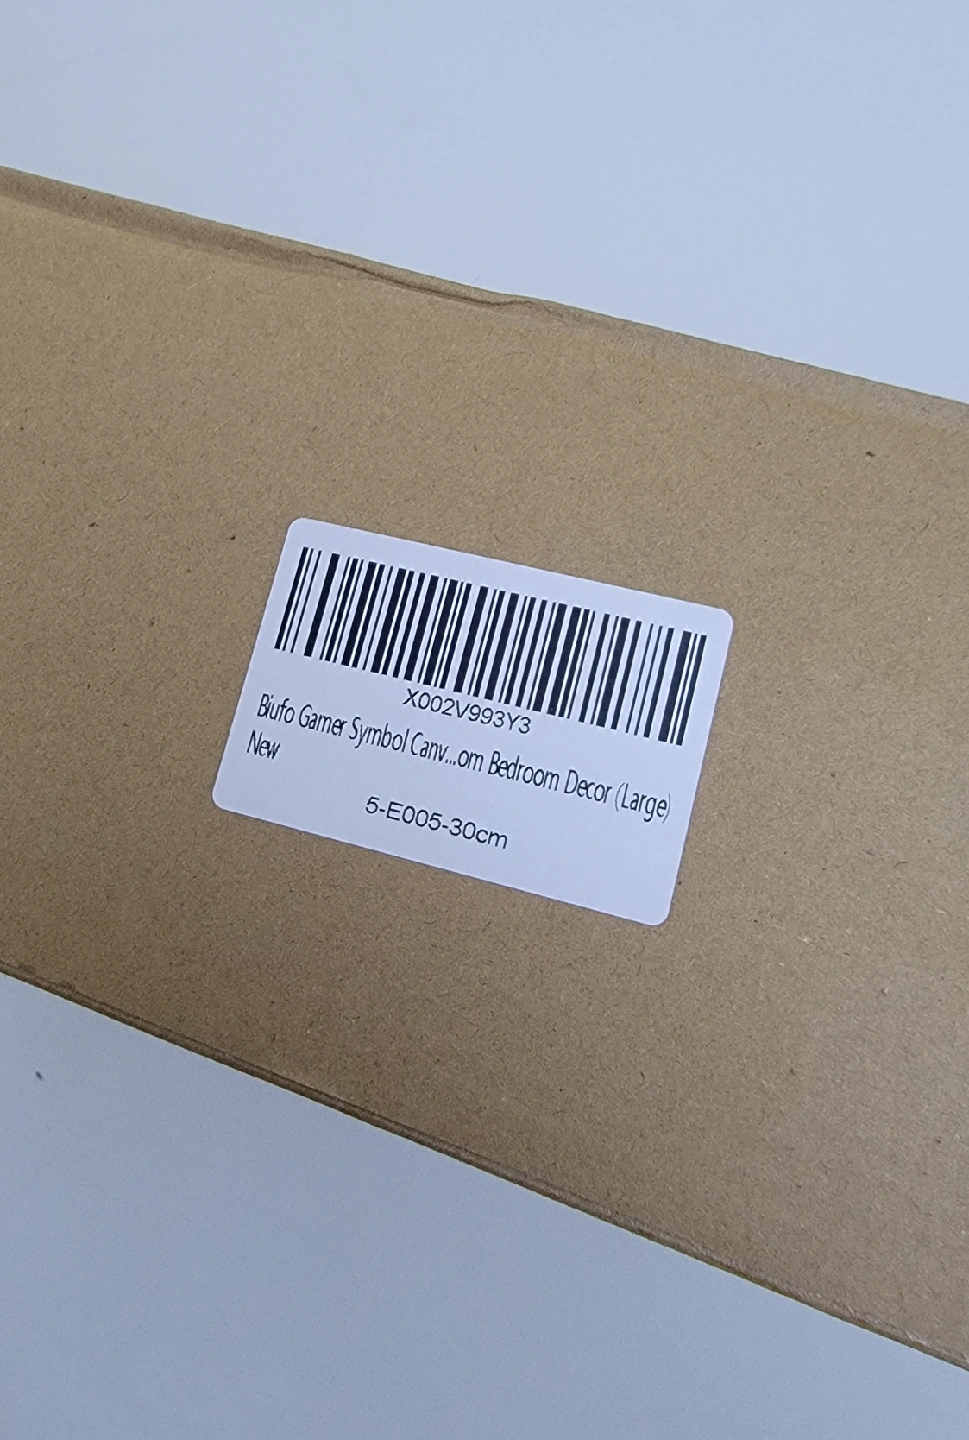 X002V993Y3
Biufo Gamer Symbol Canv...om Bedroom Decor (Large)
New
5-E005-30cm